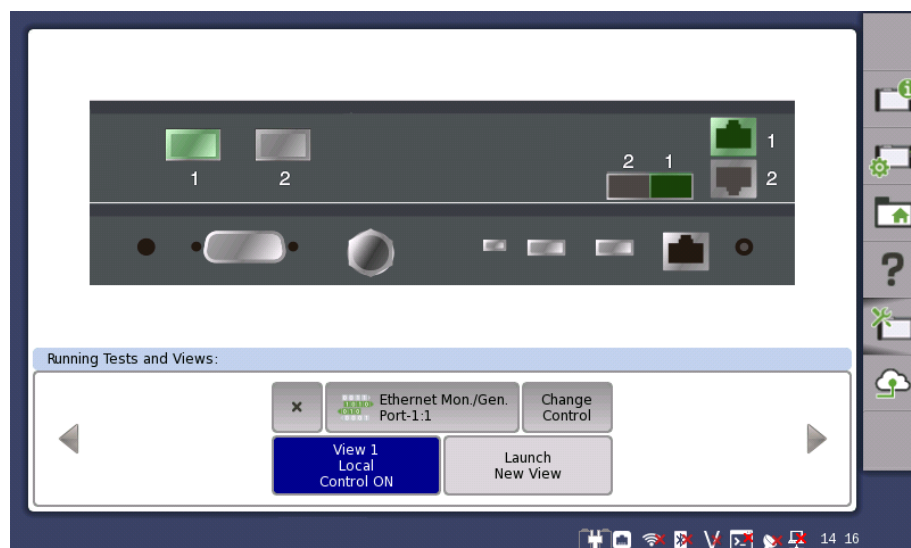 1
2
2 1
1
2
Running Tests and Views:
× Ethernet Mon./Gen.
Port-1:1
Change
Control
View 1
Local
Control ON
Launch
New View
14 16